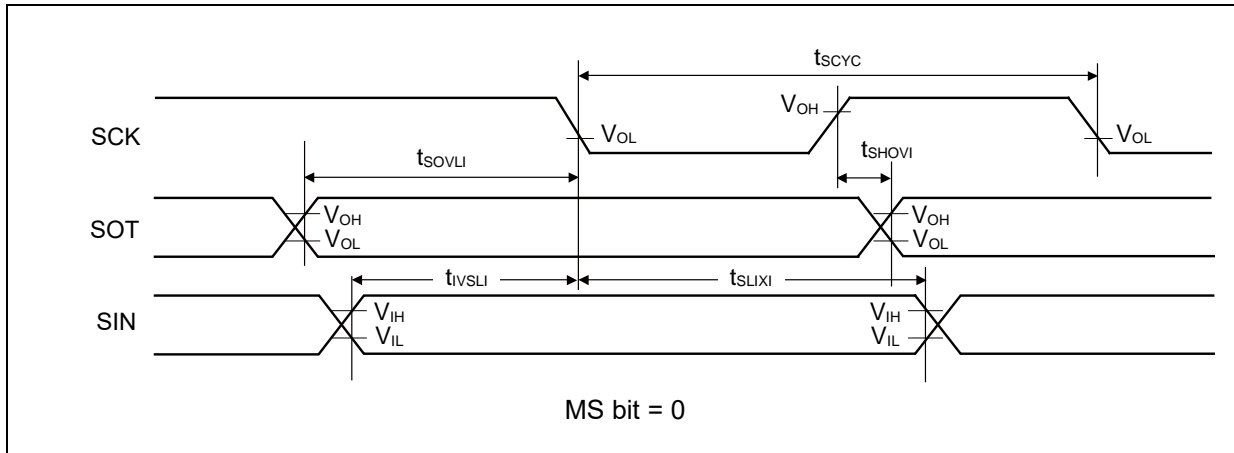 tSCYC
SCK
VOL
VOH
VOL
tSOVLI
tSHOVI
SOT
VOH
VOL
VOH
VOL
tIVSLI
tSLIXI
SIN
VIH
VIL
VIH
VIL
MS bit = 0